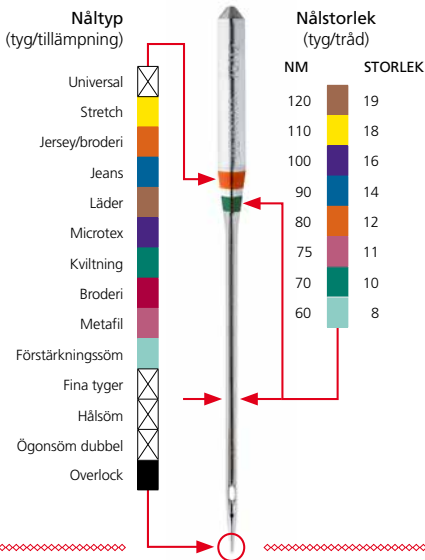 Nåltyp
(tyg/tillämpning)
Universal
Stretch
Jersey/broderi
Jeans
Läder
Microtex
Kviltning
Broderi
Metafil
Förstärkningssöm
Fina tyger
Hålsöm
Ögonsöm dubbel
Overlock
Nålstorlek
(tyg/tråd)
NM STORLEK
120 19
110 18
100 16
90 14
80 12
75 11
70 10
60 8